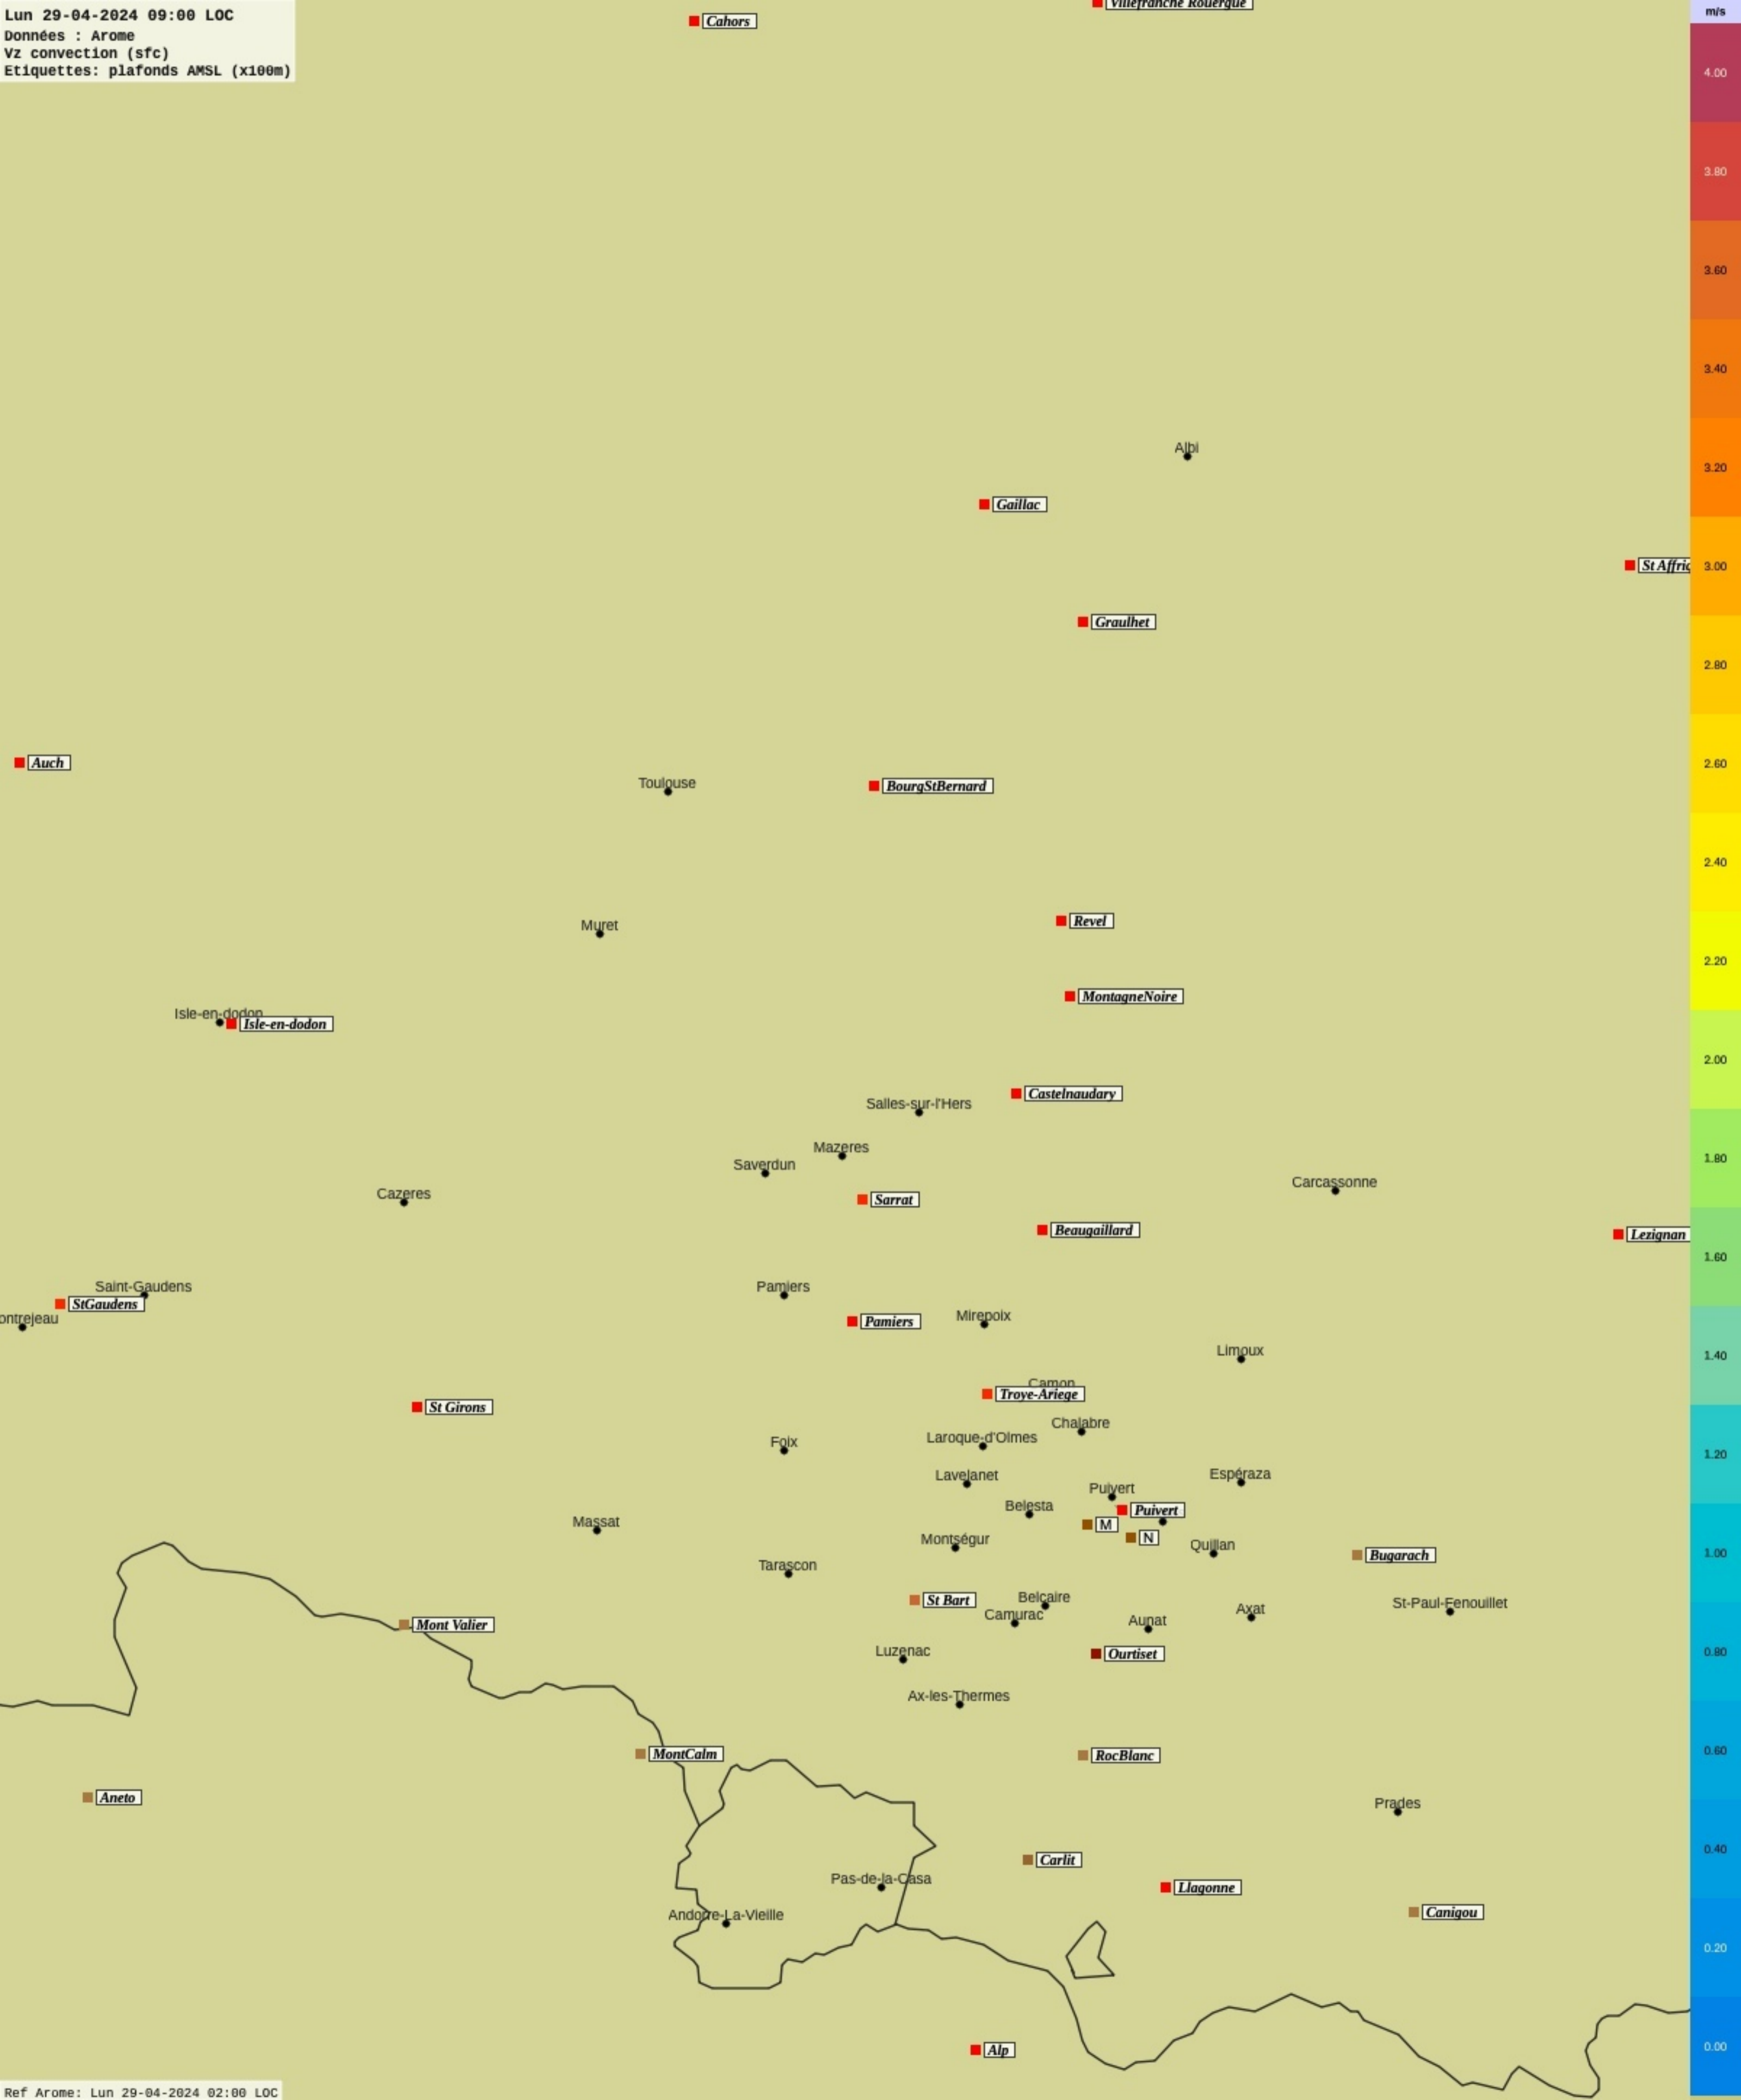 Lun 29-04-2024 09:00 LOC
Données : Arome
Vz convection (sfc)
Etiquettes: plafonds AMSL (x100m)
m/s
Villefranche Rouergue
Cahors
4.00
3.80
3.60
3.40
Albi
3.20
Gaillac
St Affric
3.00
Graulhet
2.80
Auch
2.60
Toulouse
BourgStBernard
2.40
Muret
Revel
2.20
MontagneNoire
Isle-en-dodon
Isle-en-dodon
2.00
Castelnaudary
Salles-sur-l'Hers
Mazeres
Saverdun
1.80
Carcassonne
Cazeres
Sarrat
Beaugaillard
Lezignan
1.60
Saint-Gaudens
Pamiers
StGaudens
ontrejeau
Mirepoix
Pamiers
Limoux
1.40
Camon
Troye-Ariege
St Girons
Chalabre
Laroque-d'Olmes
Foix
1.20
Espéraza
Lavelanet
Puivert
Belesta
Puivert
Massat
M
N
Montségur
Quillan
1.00
Bugarach
Tarascon
Belcaire
St Bart
St-Paul-Fenouillet
Axat
Camurac
Aunat
Mont Valier
Luzenac
0.80
Ourtiset
Ax-les-Thermes
0.60
MontCalm
RocBlanc
Aneto
Prades
0.40
Carlit
Pas-de-la-Casa
Llagonne
Canigou
Andorre-La-Vieille
0.20
0.00
Alp
Ref Arome: Lun 29-04-2024 02:00 LOC